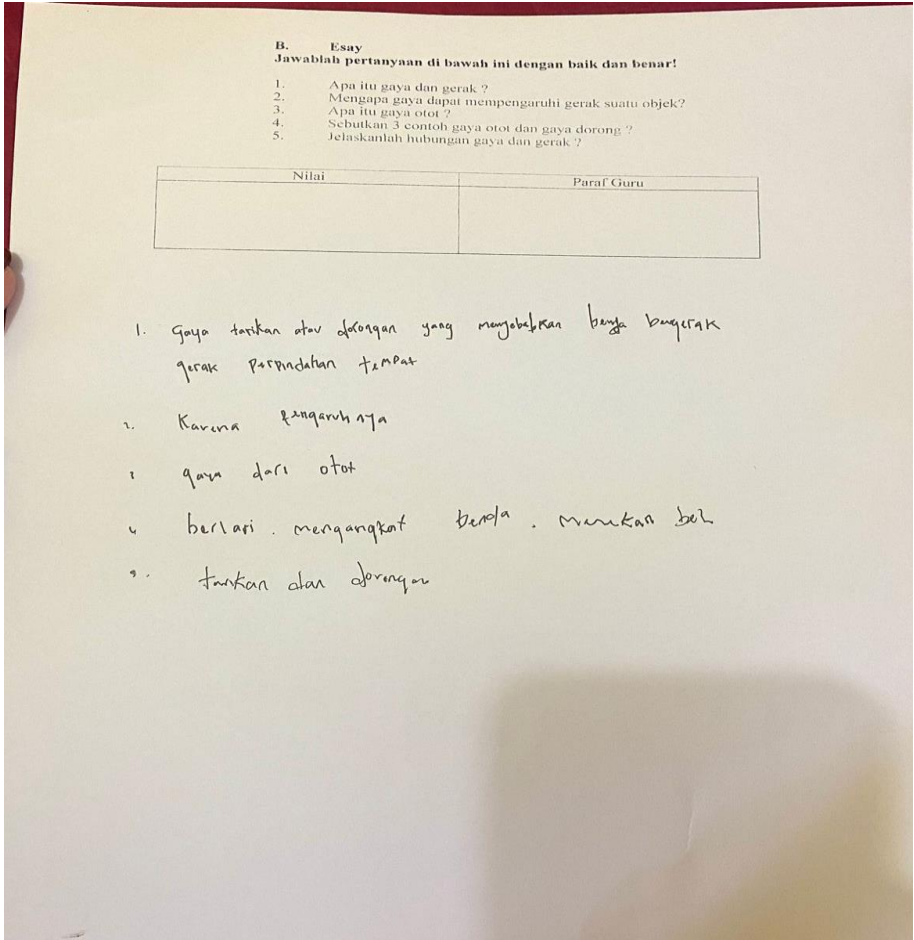 B. Esay
Jawablah pertanyaan di bawah ini dengan baik dan benar!
1. Apa itu gaya dan gerak ?
2. Mengapa gaya dapat mempengaruhi gerak suatu objek?
3. Apa itu gaya otot ?
4. Sebutkan 3 contoh gaya otot dan gaya dorong ?
5. Jelaskanlah hubungan gaya dan gerak ?
Nilai Paraf Guru
1. gaya tarikan atau dorongan yang menyebabkan benda bergerak
gerak perpindahan tempat
2. Karena pengaruhnya
3 gaya dari otot
4 berlari . mengangkat benda .
5. tarikan dan dorongan